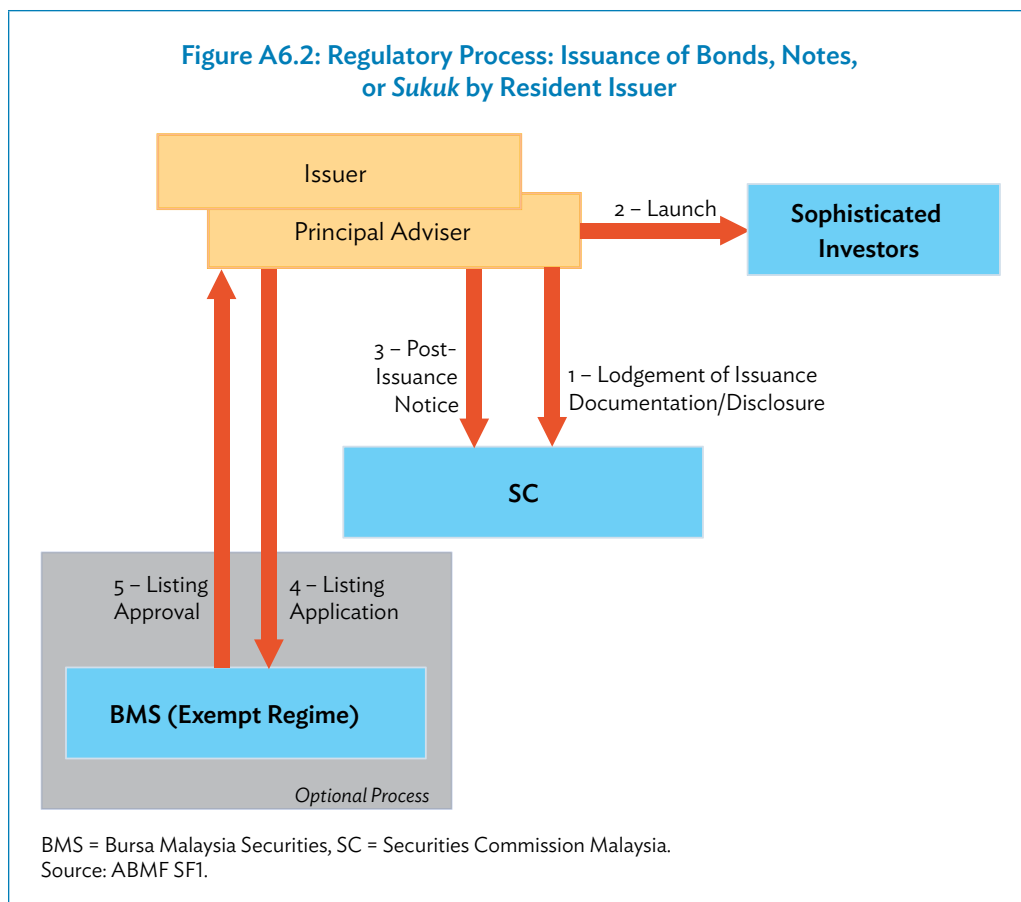 Figure A6.2: Regulatory Process: Issuance of Bonds, Notes,
or Sukuk by Resident Issuer
Issuer
Principal Adviser
2 – Launch
Sophisticated
Investors
3 – Post-
Issuance
Notice
1 – Lodgement of Issuance
Documentation/Disclosure
SC
5 – Listing
Approval
4 – Listing
Application
BMS (Exempt Regime)
Optional Process
BMS = Bursa Malaysia Securities, SC = Securities Commission Malaysia.
Source: ABMF SF1.